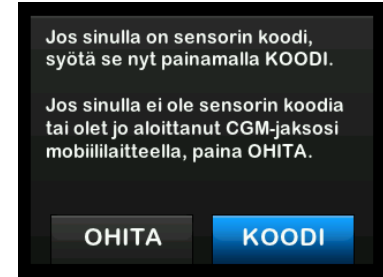 Jos sinulla on sensorin koodi,
syötä se nyt painamalla KOODI.
Jos sinulla ei ole sensorin koodia
tai olet jo aloittanut CGM-jaksosi
mobiililaitteella, paina OHITA.
OHITA KOODI